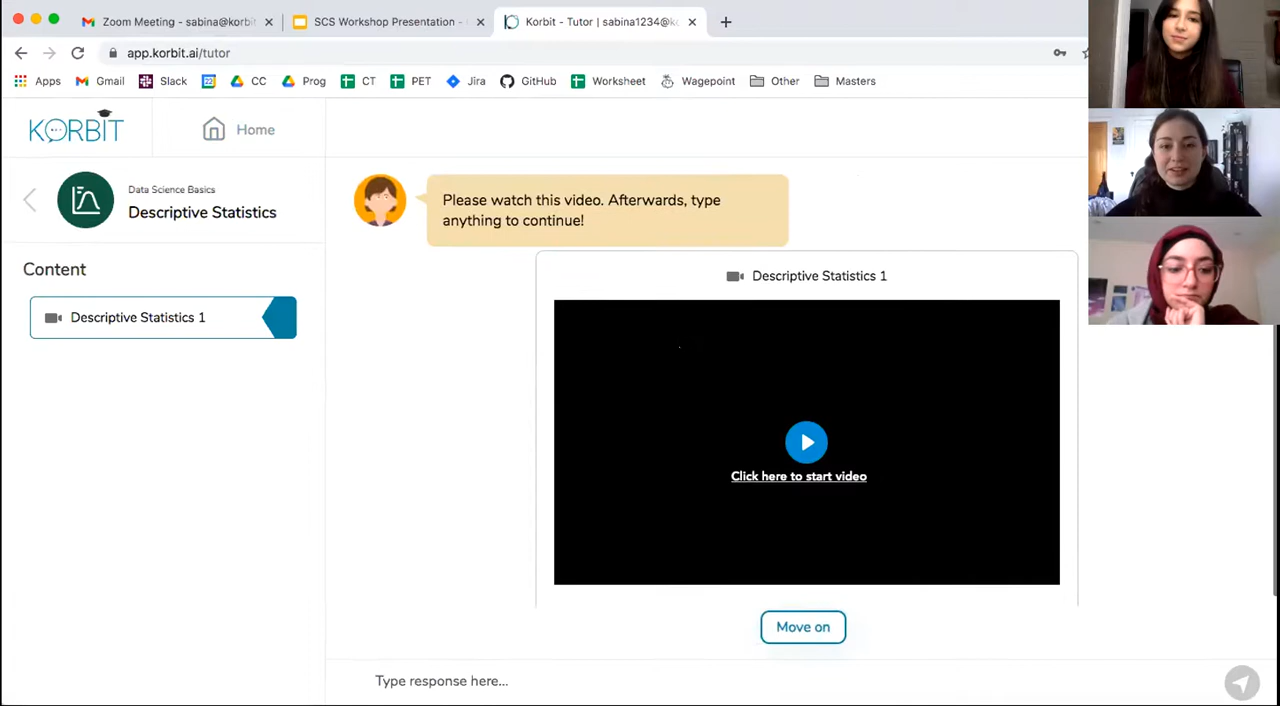 Zoom Meeting - sabina@korbit
SCS Workshop Presentation -
Korbit - Tutor | sabina1234@k
app.korbit.ai/tutor
Apps Gmail Slack CC Prog CT PET Jira GitHub Worksheet Wagepoint Other Masters
KORBIT
Home
Data Science Basics
Descriptive Statistics
Please watch this video. Afterwards, type
anything to continue!
Content
Descriptive Statistics 1
Descriptive Statistics 1
Click here to start video
Move on
Type response here...